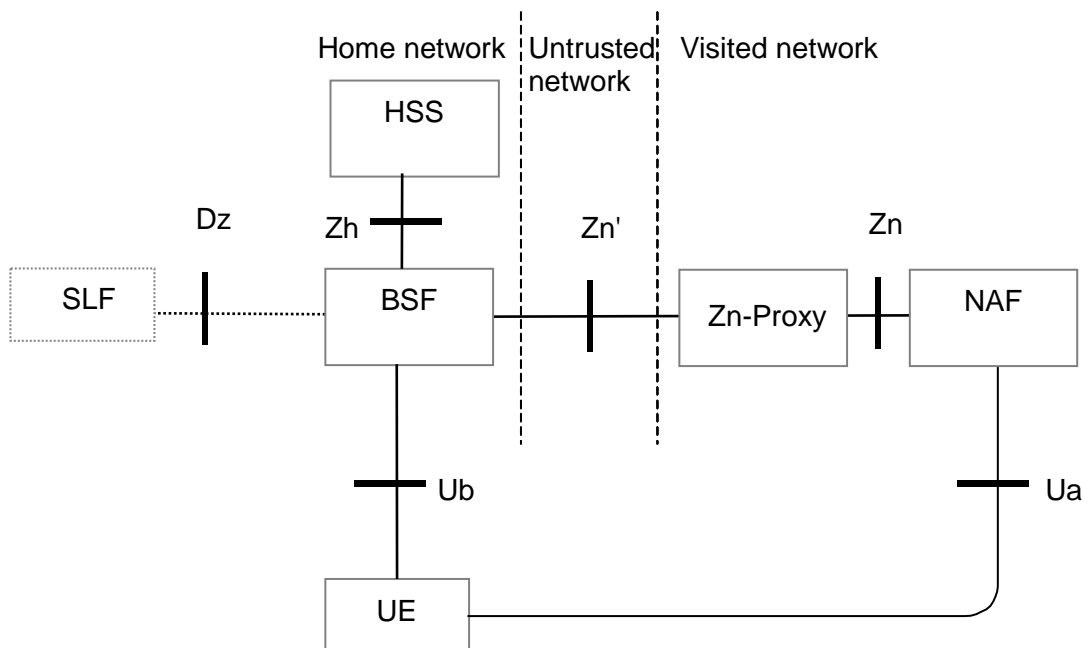 Home network
Untrusted
network
Visited network
HSS
Dz
Zh
Zn'
Zn
SLF
BSF
Zn-Proxy
NAF
Ub
Ua
UE